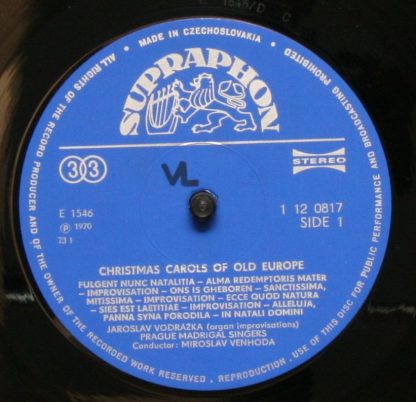 MADE IN CZECHOSLOVAKIA
ALL RIGHTS OF THE RECORD PRODUCER AND OF THE OWNER OF THE RECORDED WORK RESERVED . REPRODUCTION . USE OF THIS DISC FOR PUBLIC PERFORMANCE AND BROADCASTING PROHIBITED
SUPRAPHON
33
STEREO
VL
E 1546
℗ 1970
73 1
1 12 0817
SIDE 1
CHRISTMAS CAROLS OF OLD EUROPE
FULGENT NUNC NATALITIA – ALMA REDEMPTORIS MATER
– IMPROVISATION – ONS IS GHEBOREN – SANCTISSIMA,
MITISSIMA – IMPROVISATION – ECCE QUOD NATURA
– SIES EST LAETITIAE – IMPROVISATION – ALLELUJA,
PANNA SYNA PORODILA – IN NATALI DOMINI
JAROSLAV VODRÁŽKA (organ improvisations)
PRAGUE MADRIGAL SINGERS
Conductor: MIROSLAV VENHODA